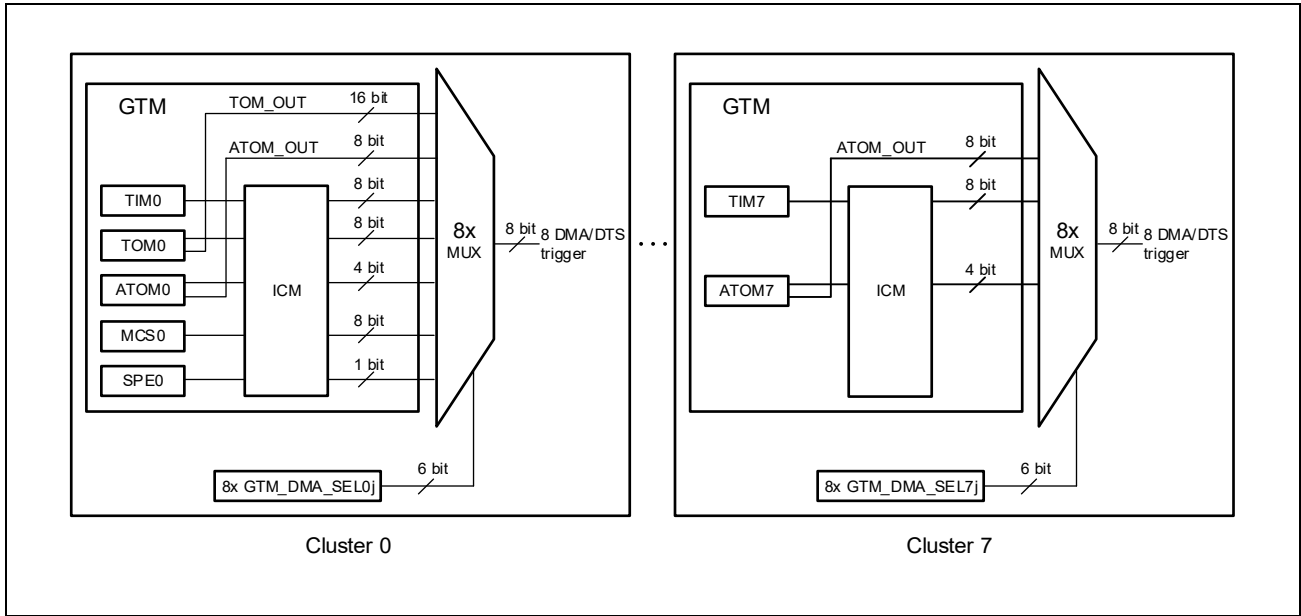 GTM
TOM_OUT
16 bit
ATOM_OUT
8 bit
TIM0
8 bit
TOM0
8 bit
ATOM0
4 bit
ICM
MCS0
8 bit
SPE0
1 bit
8x
MUX
8 bit
8 DMA/DTS
trigger
8x GTM_DMA_SEL0j
6 bit
Cluster 0
...
GTM
ATOM_OUT
8 bit
TIM7
8 bit
ATOM7
4 bit
ICM
8x
MUX
8 bit
8 DMA/DTS
trigger
8x GTM_DMA_SEL7j
6 bit
Cluster 7